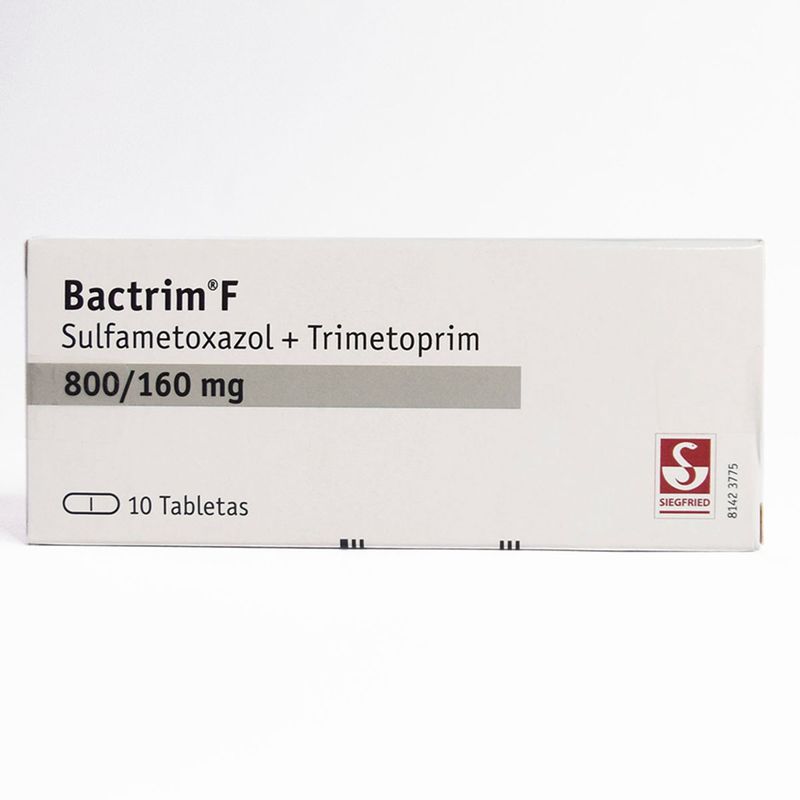 Bactrim®F
Sulfametoxazol + Trimetoprim
800/160 mg
10 Tabletas
SIEGFRIED
8142 3775